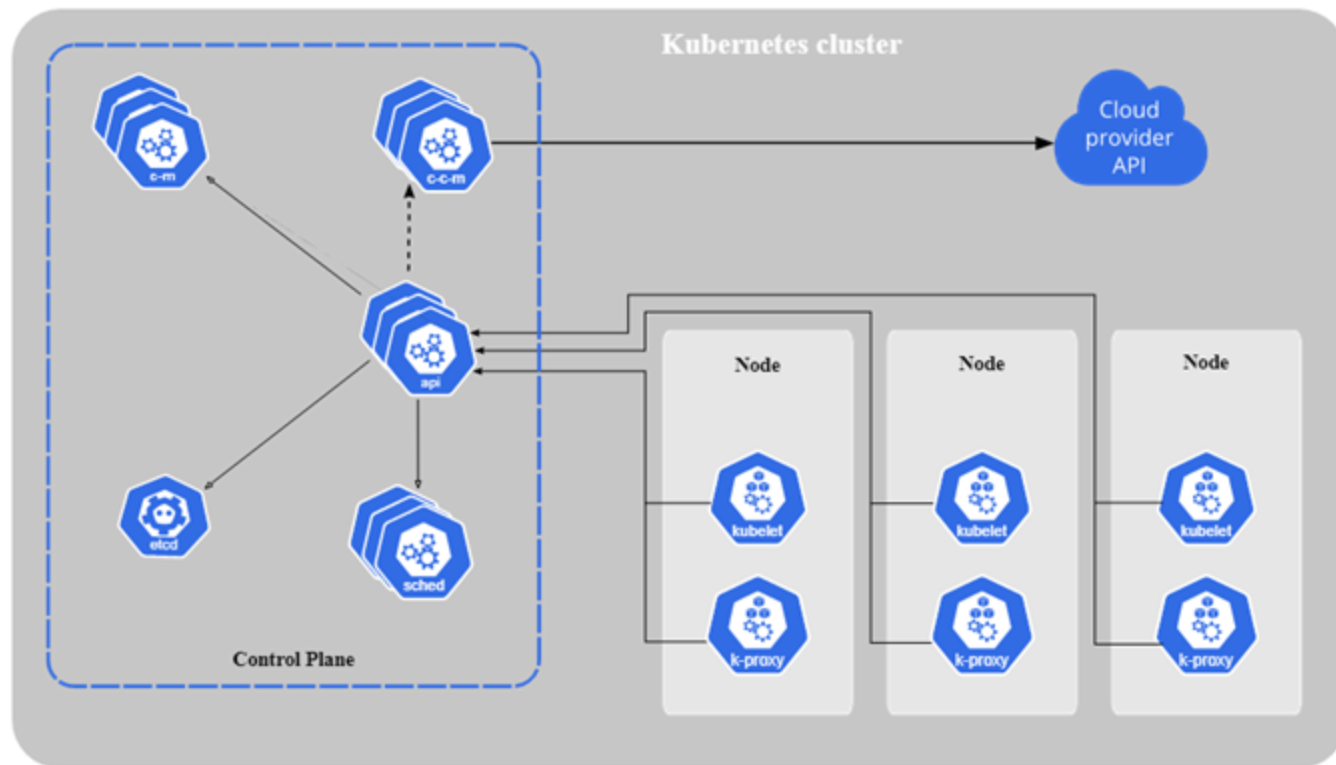 Kubernetes cluster
c-m
c-c-m
Cloud
provider
API
api
etcd
sched
Control Plane
Node
kubelet
k-proxy
Node
kubelet
k-proxy
Node
kubelet
k-proxy